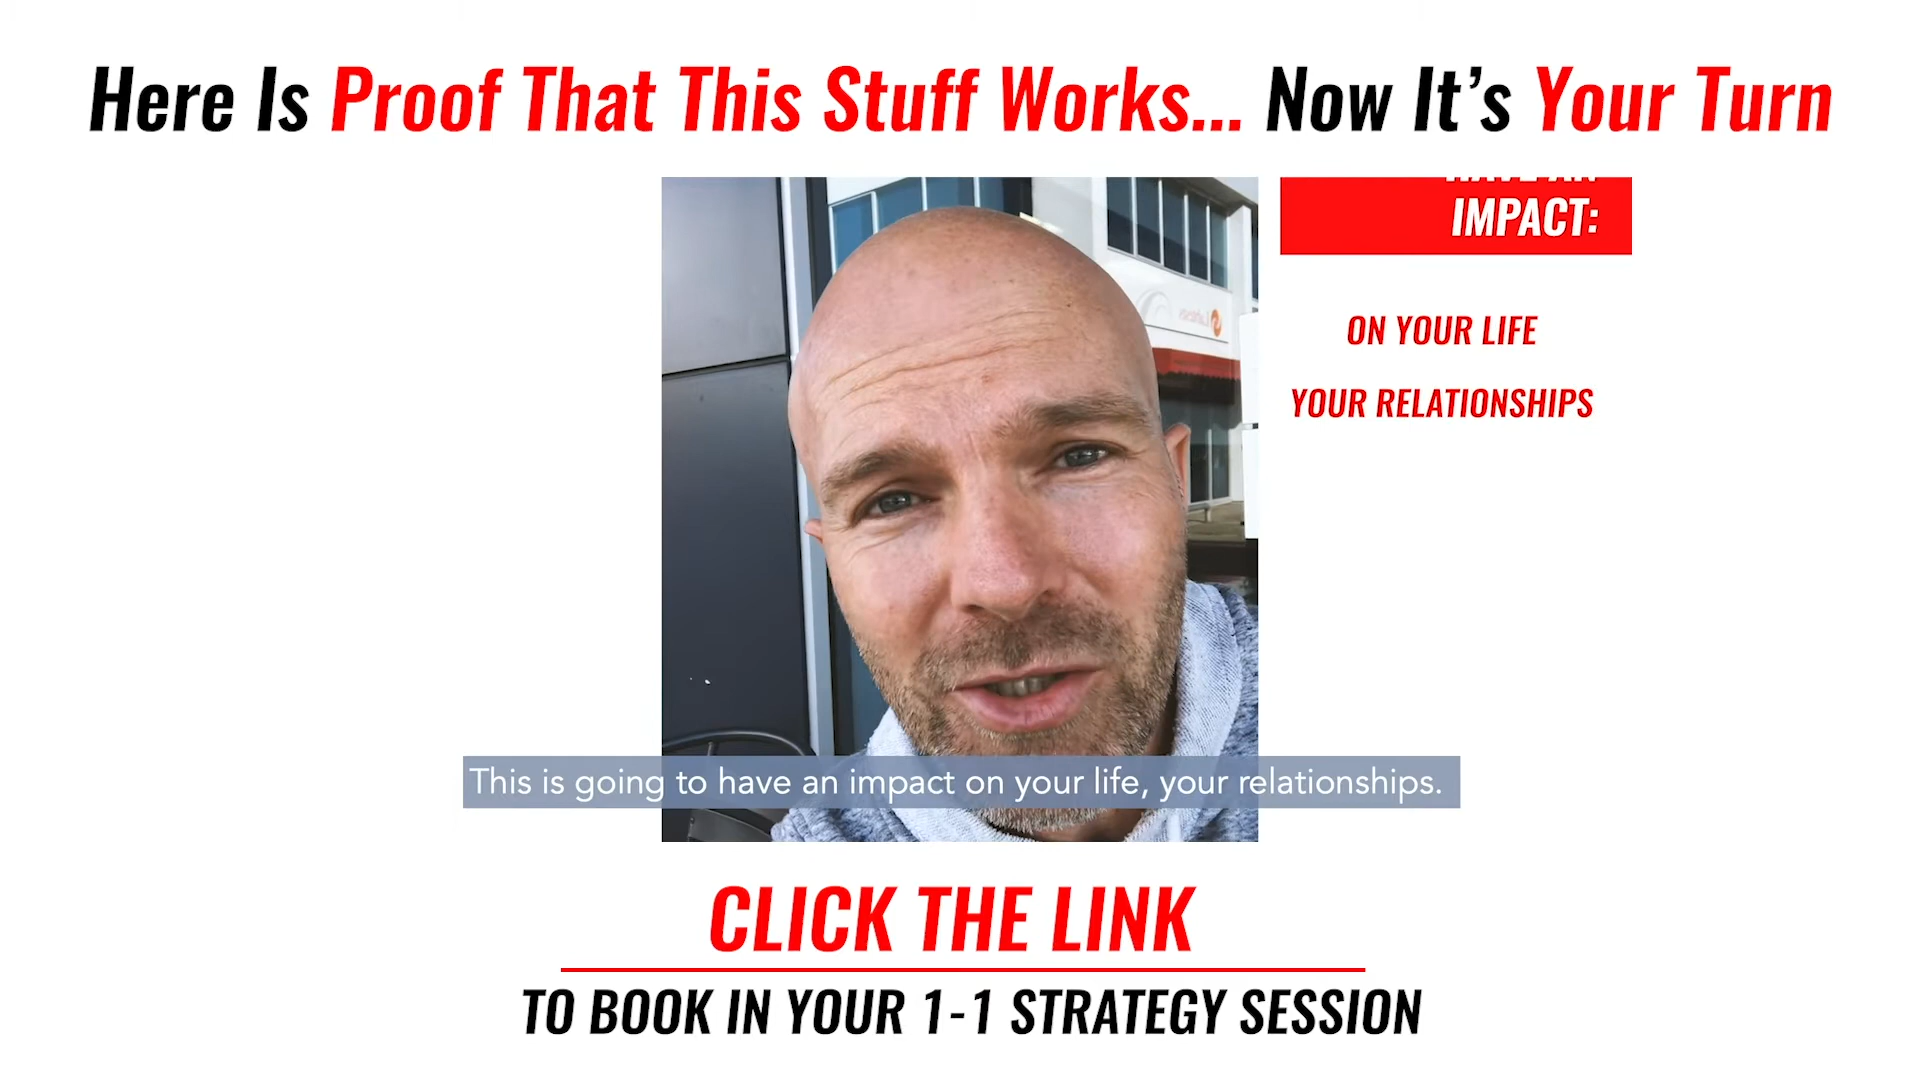 Here Is Proof That This Stuff Works... Now It's Your Turn
IMPACT:
ON YOUR LIFE
YOUR RELATIONSHIPS
This is going to have an impact on your life, your relationships.
CLICK THE LINK
TO BOOK IN YOUR 1-1 STRATEGY SESSION